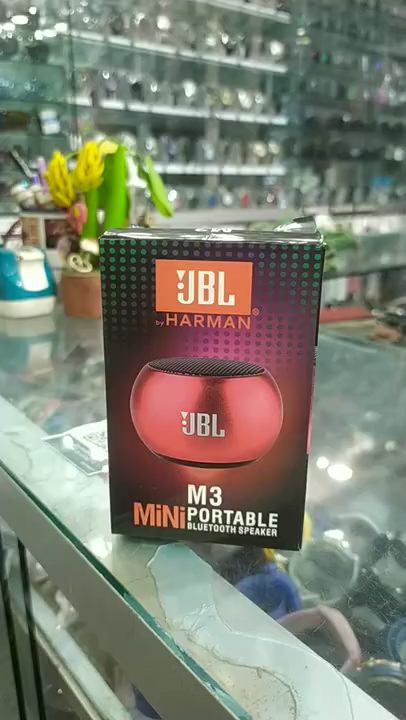 JBL®
by HARMAN
JBL
M3
MiNi PORTABLE
BLUETOOTH SPEAKER